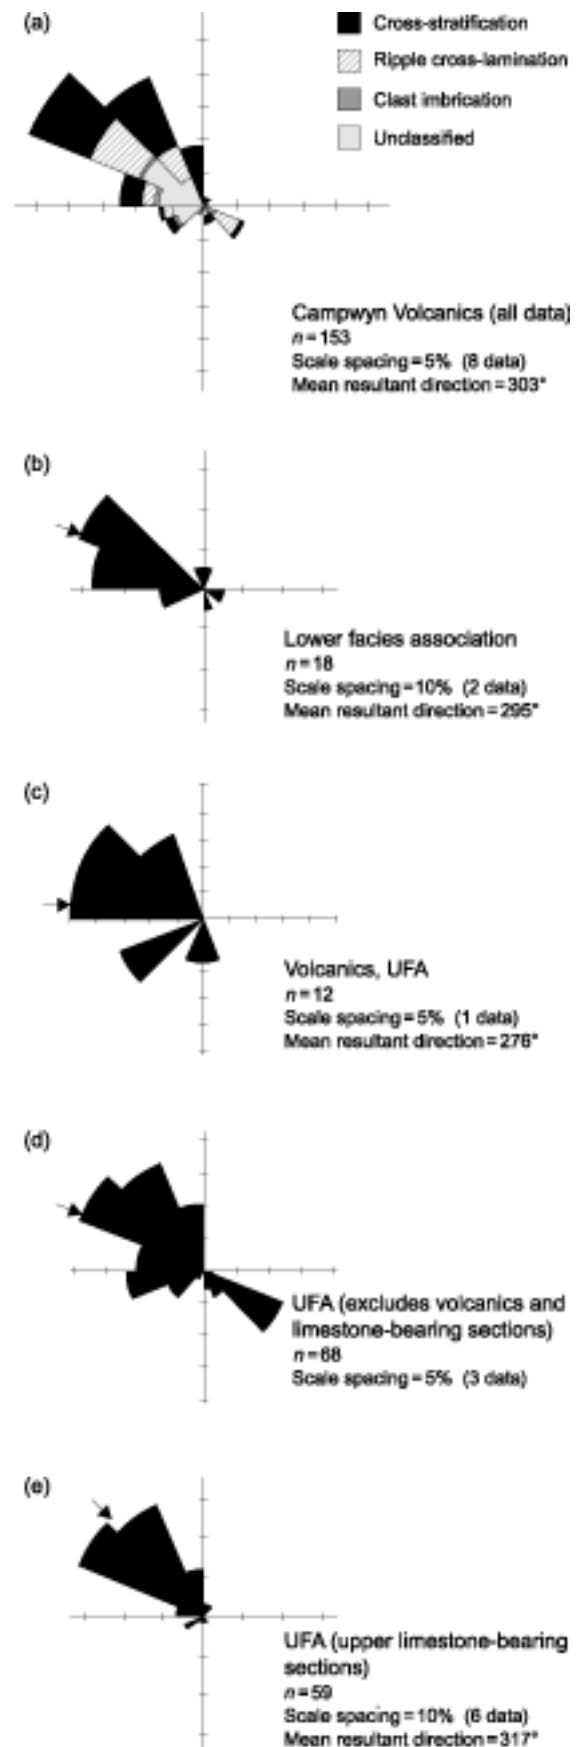 (a)
Cross-stratification
Ripple cross-lamination
Clast imbrication
Unclassified
Campwyn Volcanics (all data)
n=153
Scale spacing=5% (8 data)
Mean resultant direction=303°
(b)
Lower facies association
n=18
Scale spacing=10% (2 data)
Mean resultant direction=295°
(c)
Volcanics, UFA
n=12
Scale spacing=5% (1 data)
Mean resultant direction=276°
(d)
UFA (excludes volcanics and
limestone-bearing sections)
n=68
Scale spacing=5% (3 data)
(e)
UFA (upper limestone-bearing
sections)
n=59
Scale spacing=10% (6 data)
Mean resultant direction=317°